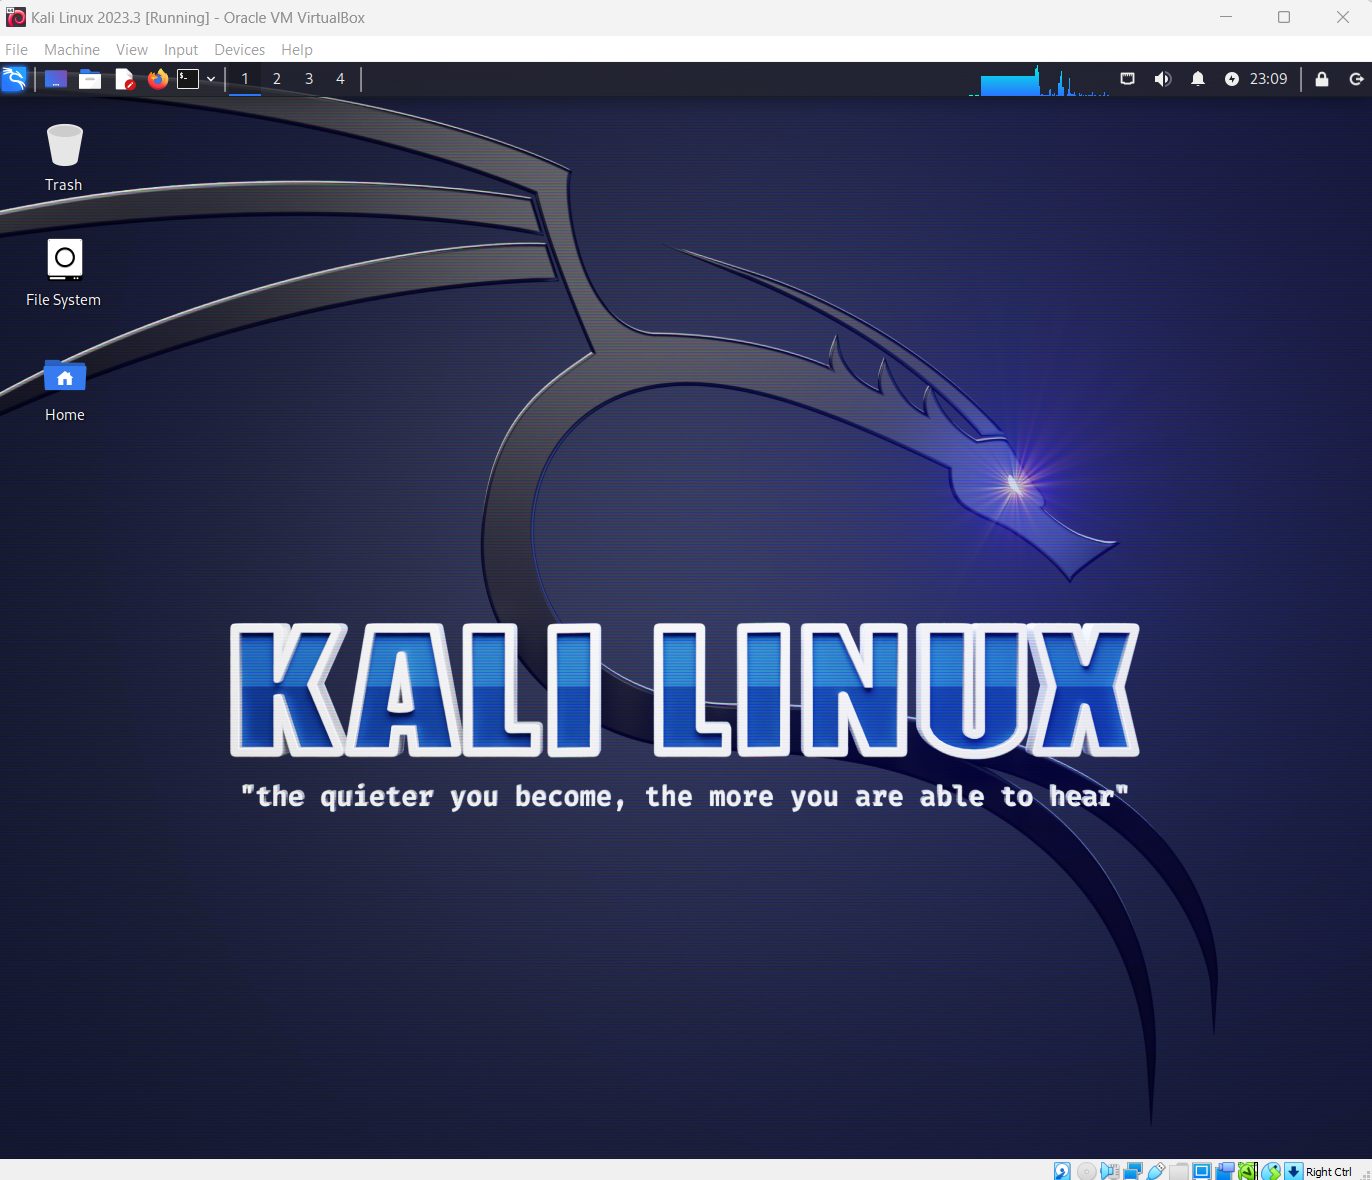 Kali Linux 2023.3 [Running] - Oracle VM VirtualBox
File Machine View Input Devices Help
1 2 3 4 23:09
Trash
File System
Home
KALI LINUX
"the quieter you become, the more you are able to hear"
Right Ctrl